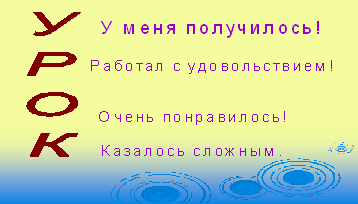 У меня получилось!
Работал с удовольствием!
Очень понравилось!
Казалось сложным.
УРОК